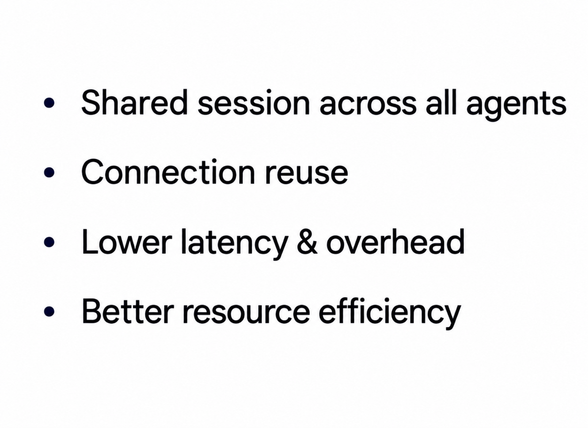 • Shared session across all agents
• Connection reuse
• Lower latency & overhead
• Better resource efficiency